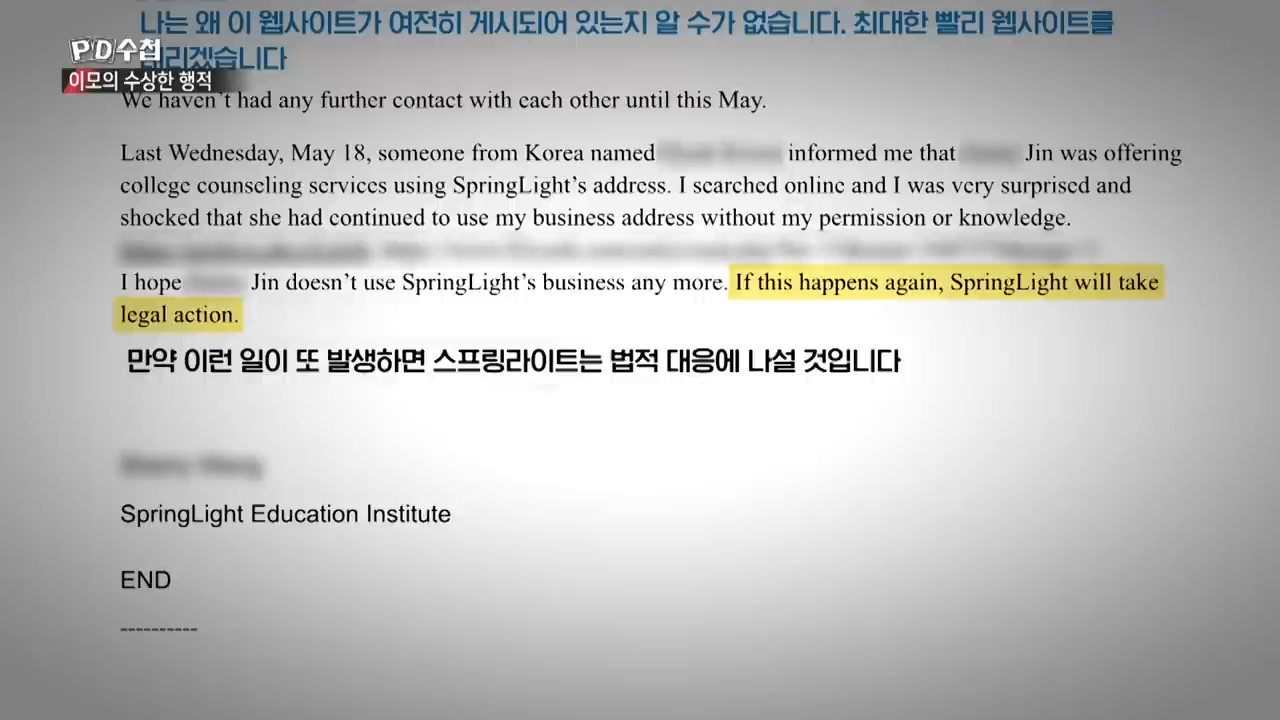 나는 왜 이 웹사이트가 여전히 게시되어 있는지 알 수가 없습니다. 최대한 빨리 웹사이트를
PD수첩
내리겠습니다
이모의 수상한 행적
We haven't had any further contact with each other until this May.
Last Wednesday, May 18, someone from Korea named informed me that Jin was offering
college counseling services using SpringLight's address. I searched online and I was very surprised and
shocked that she had continued to use my business address without my permission or knowledge.
I hope Jin doesn't use SpringLight's business any more. If this happens again, SpringLight will take
legal action.
만약 이런 일이 또 발생하면 스프링라이트는 법적 대응에 나설 것입니다
SpringLight Education Institute
END
----------